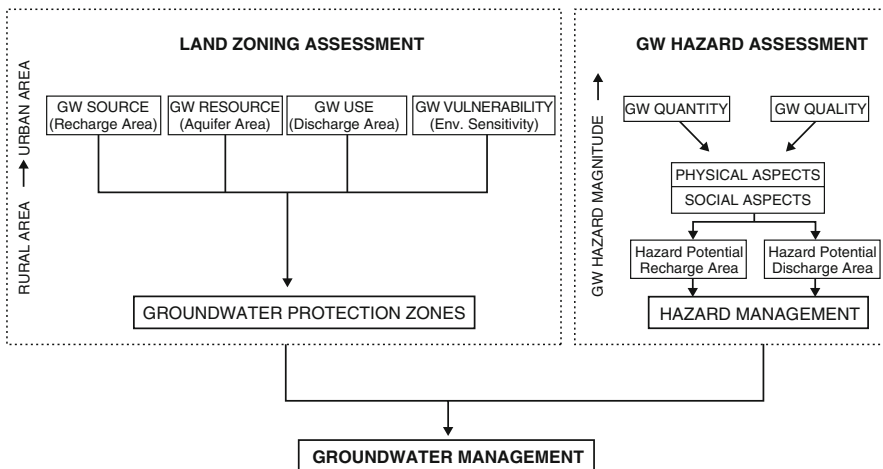 LAND ZONING ASSESSMENT
RURAL AREA → URBAN AREA
GW SOURCE
(Recharge Area)
GW RESOURCE
(Aquifer Area)
GW USE
(Discharge Area)
GW VULNERABILITY
(Env. Sensitivity)
GROUNDWATER PROTECTION ZONES
GW HAZARD ASSESSMENT
GW HAZARD MAGNITUDE →
GW QUANTITY
GW QUALITY
PHYSICAL ASPECTS
SOCIAL ASPECTS
Hazard Potential
Recharge Area
Hazard Potential
Discharge Area
HAZARD MANAGEMENT
GROUNDWATER MANAGEMENT